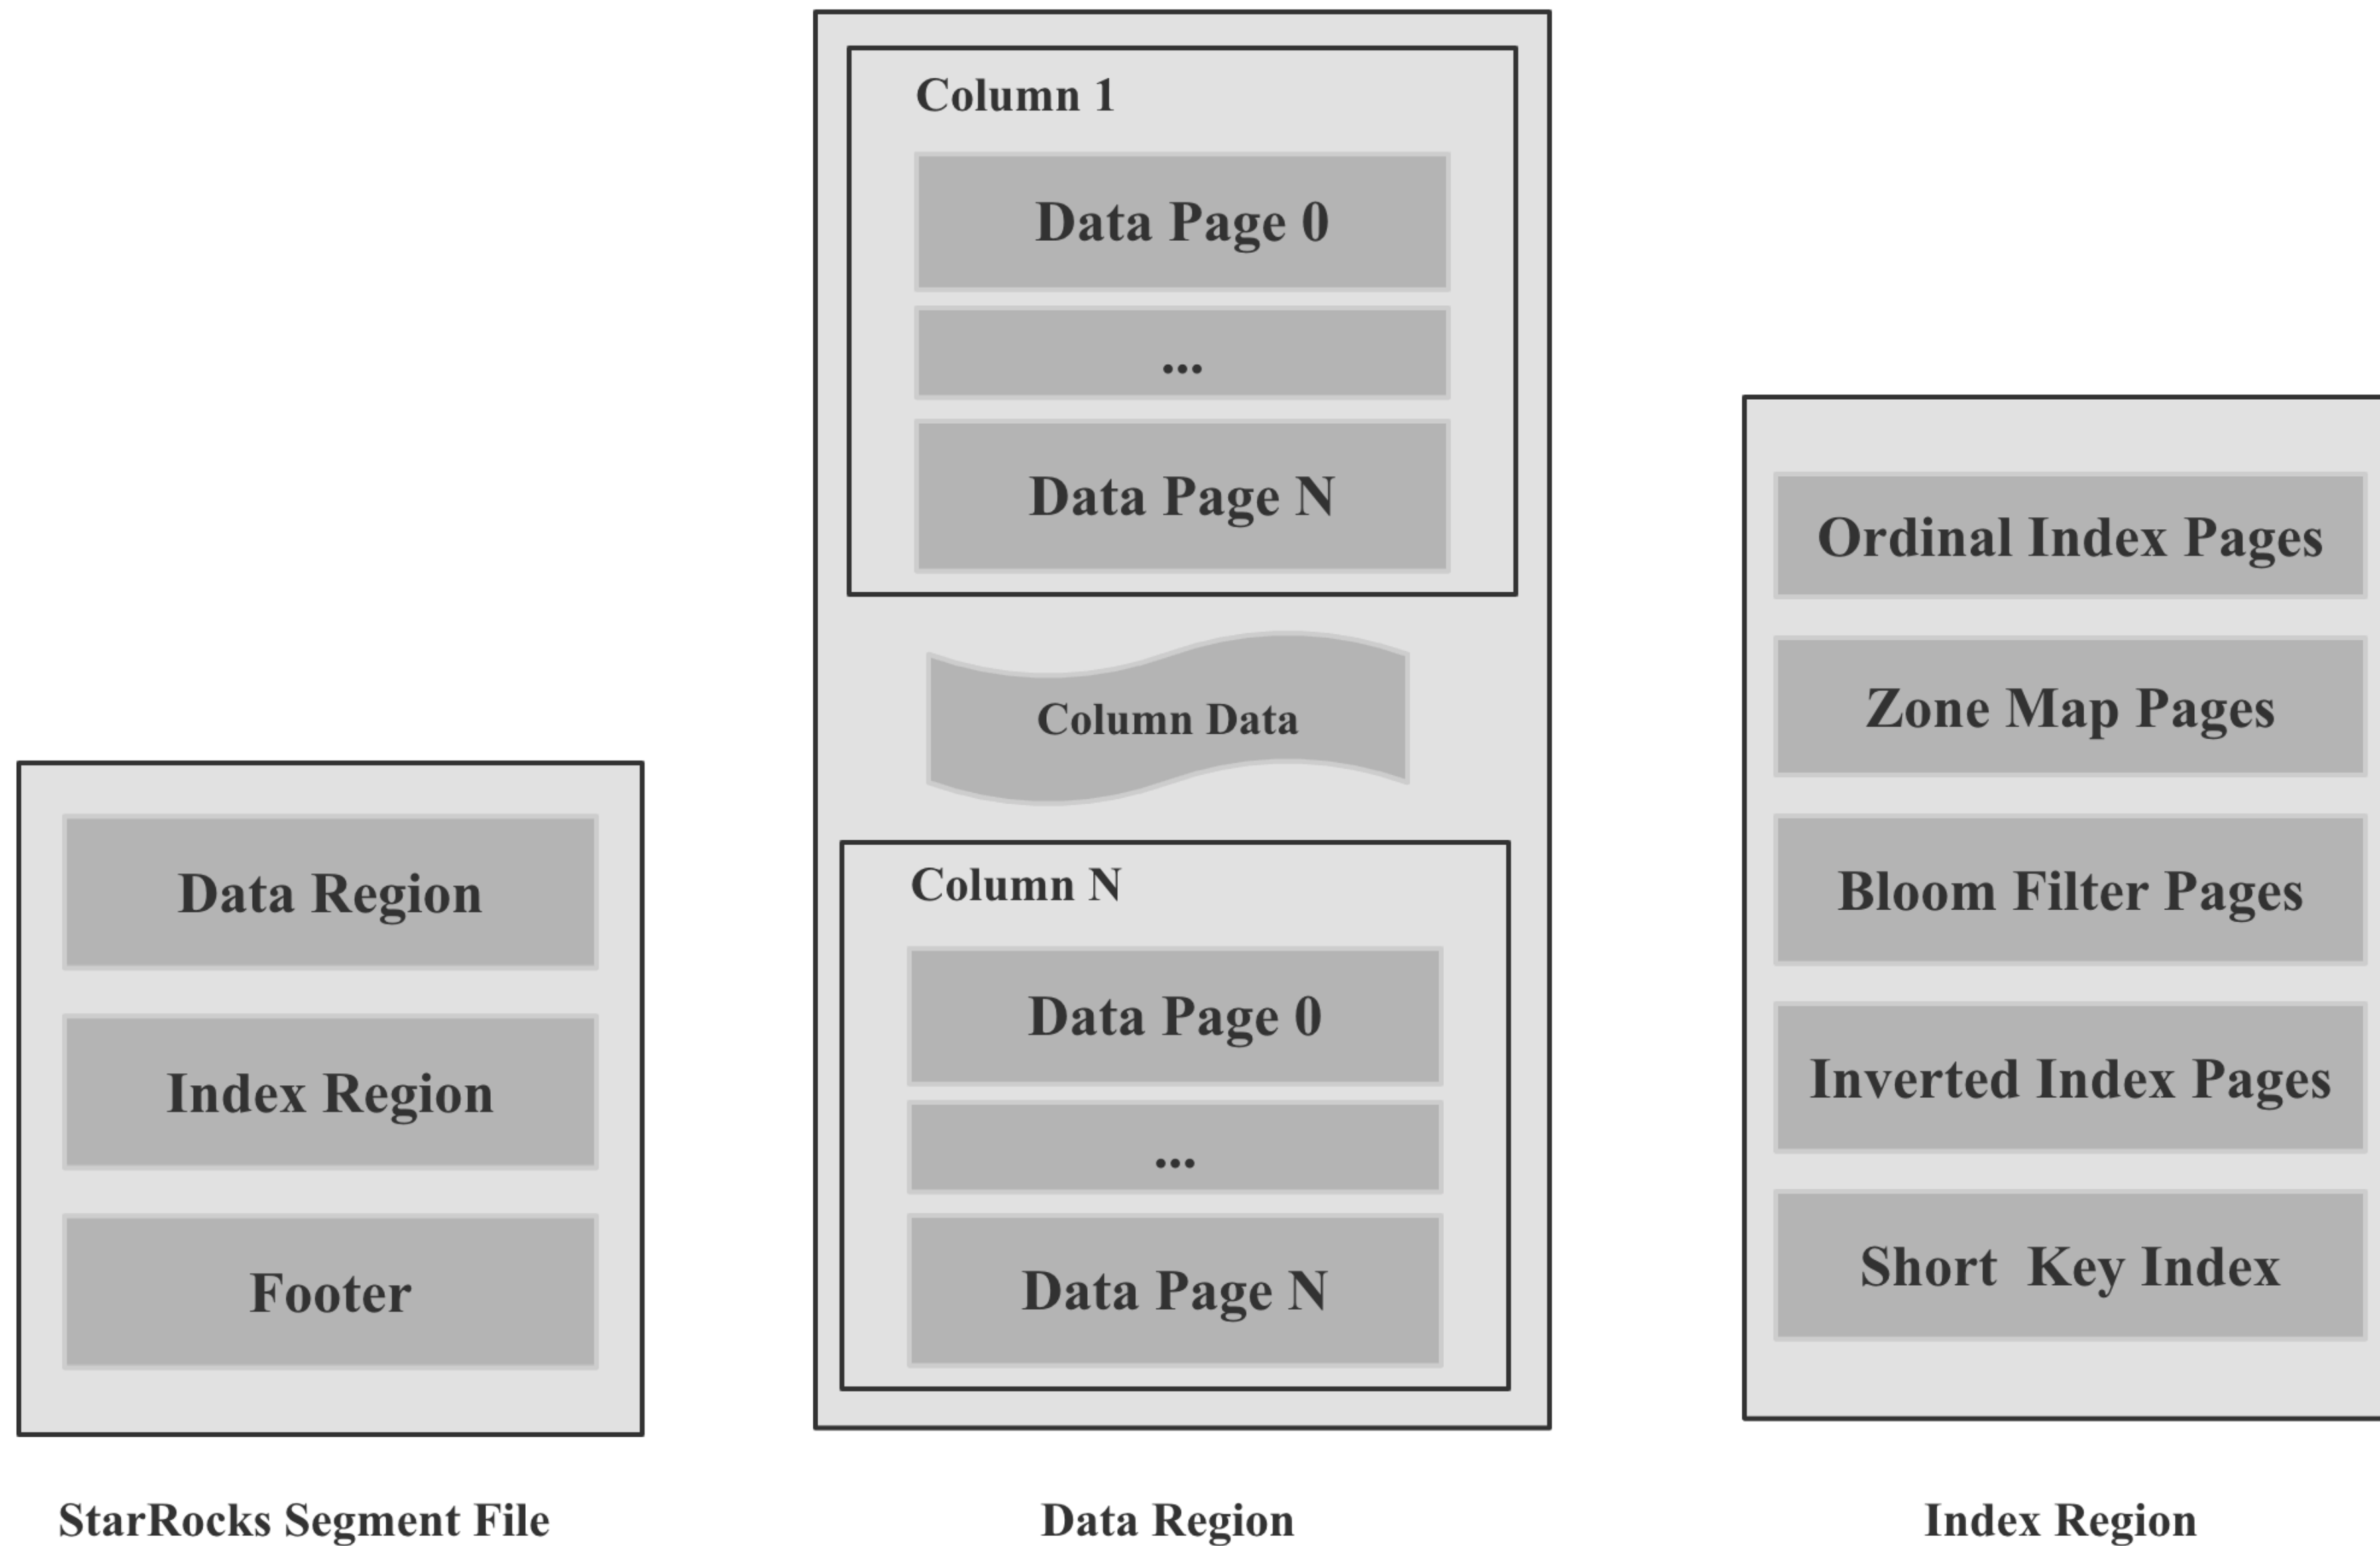 Data Region
Index Region
Footer
StarRocks Segment File
Column 1
Data Page 0
...
Data Page N
Column Data
Column N
Data Page 0
...
Data Page N
Data Region
Ordinal Index Pages
Zone Map Pages
Bloom Filter Pages
Inverted Index Pages
Short  Key Index
Index Region